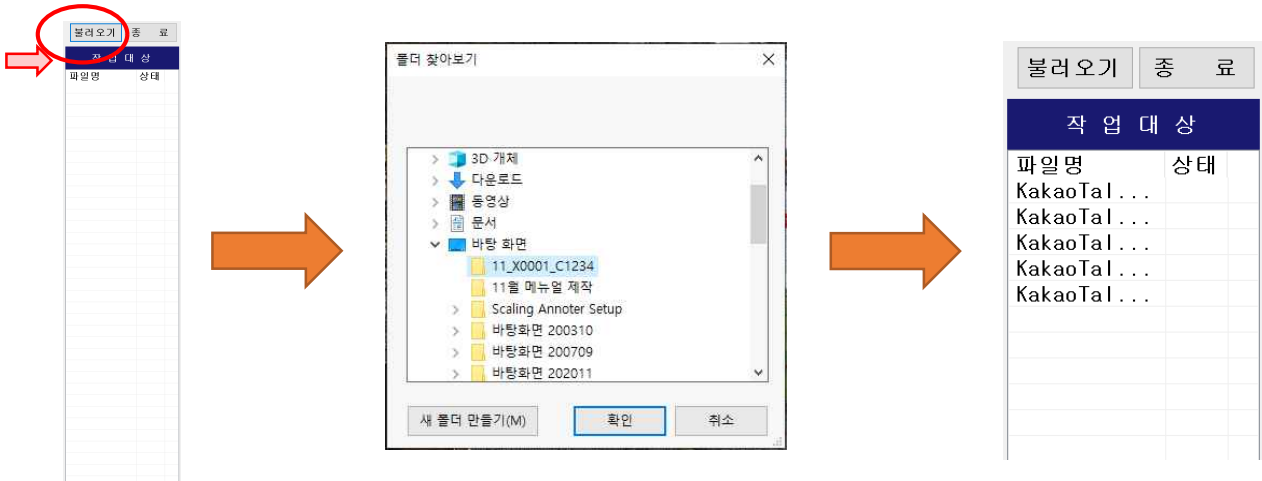 불러오기 종 료
작 업 대 상
파일명 상태
폴더 찾아보기
3D 개체
다운로드
동영상
문서
바탕 화면
11_X0001_C1234
11월 메뉴얼 제작
Scaling Annoter Setup
바탕화면 200310
바탕화면 200709
바탕화면 202011
새 폴더 만들기(M) 확인 취소
불러오기 종 료
작 업 대 상
파일명 상태
KakaoTal...
KakaoTal...
KakaoTal...
KakaoTal...
KakaoTal...